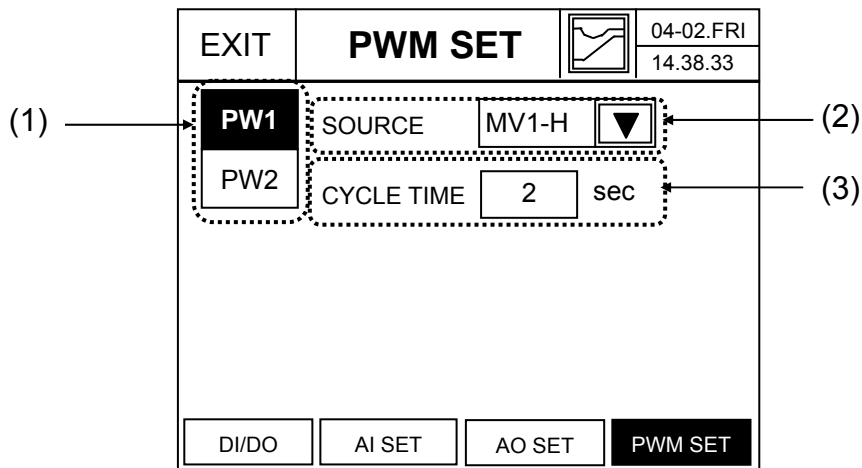 EXIT PWM SET 04-02.FRI
14.38.33
(1) PW1 SOURCE MV1-H (2)
PW2 CYCLE TIME 2 sec (3)
DI/DO AI SET AO SET PWM SET